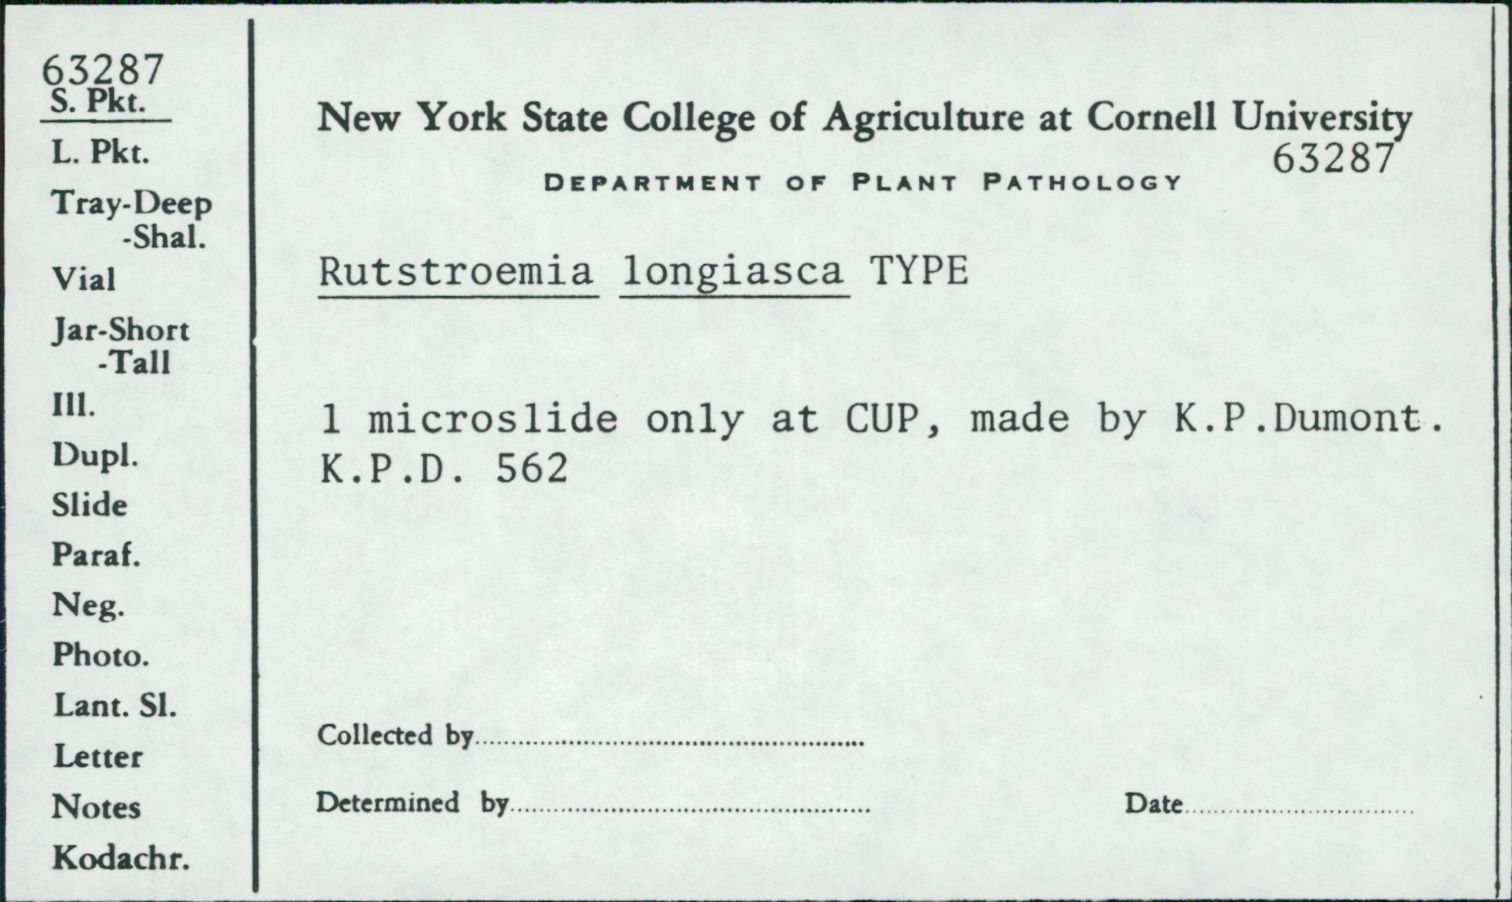 63287
S. Pkt.
L. Pkt.
Tray-Deep
-Shal.
Vial
Jar-Short
-Tall
Ill.
Dupl.
Slide
Paraf.
Neg.
Photo.
Lant. Sl.
Letter
Notes
Kodachr.
New York State College of Agriculture at Cornell University
63287
DEPARTMENT OF PLANT PATHOLOGY
Rutstroemia longiasca TYPE
1 microslide only at CUP, made by K.P.Dumont.
K.P.D. 562
Collected by
Determined by
Date